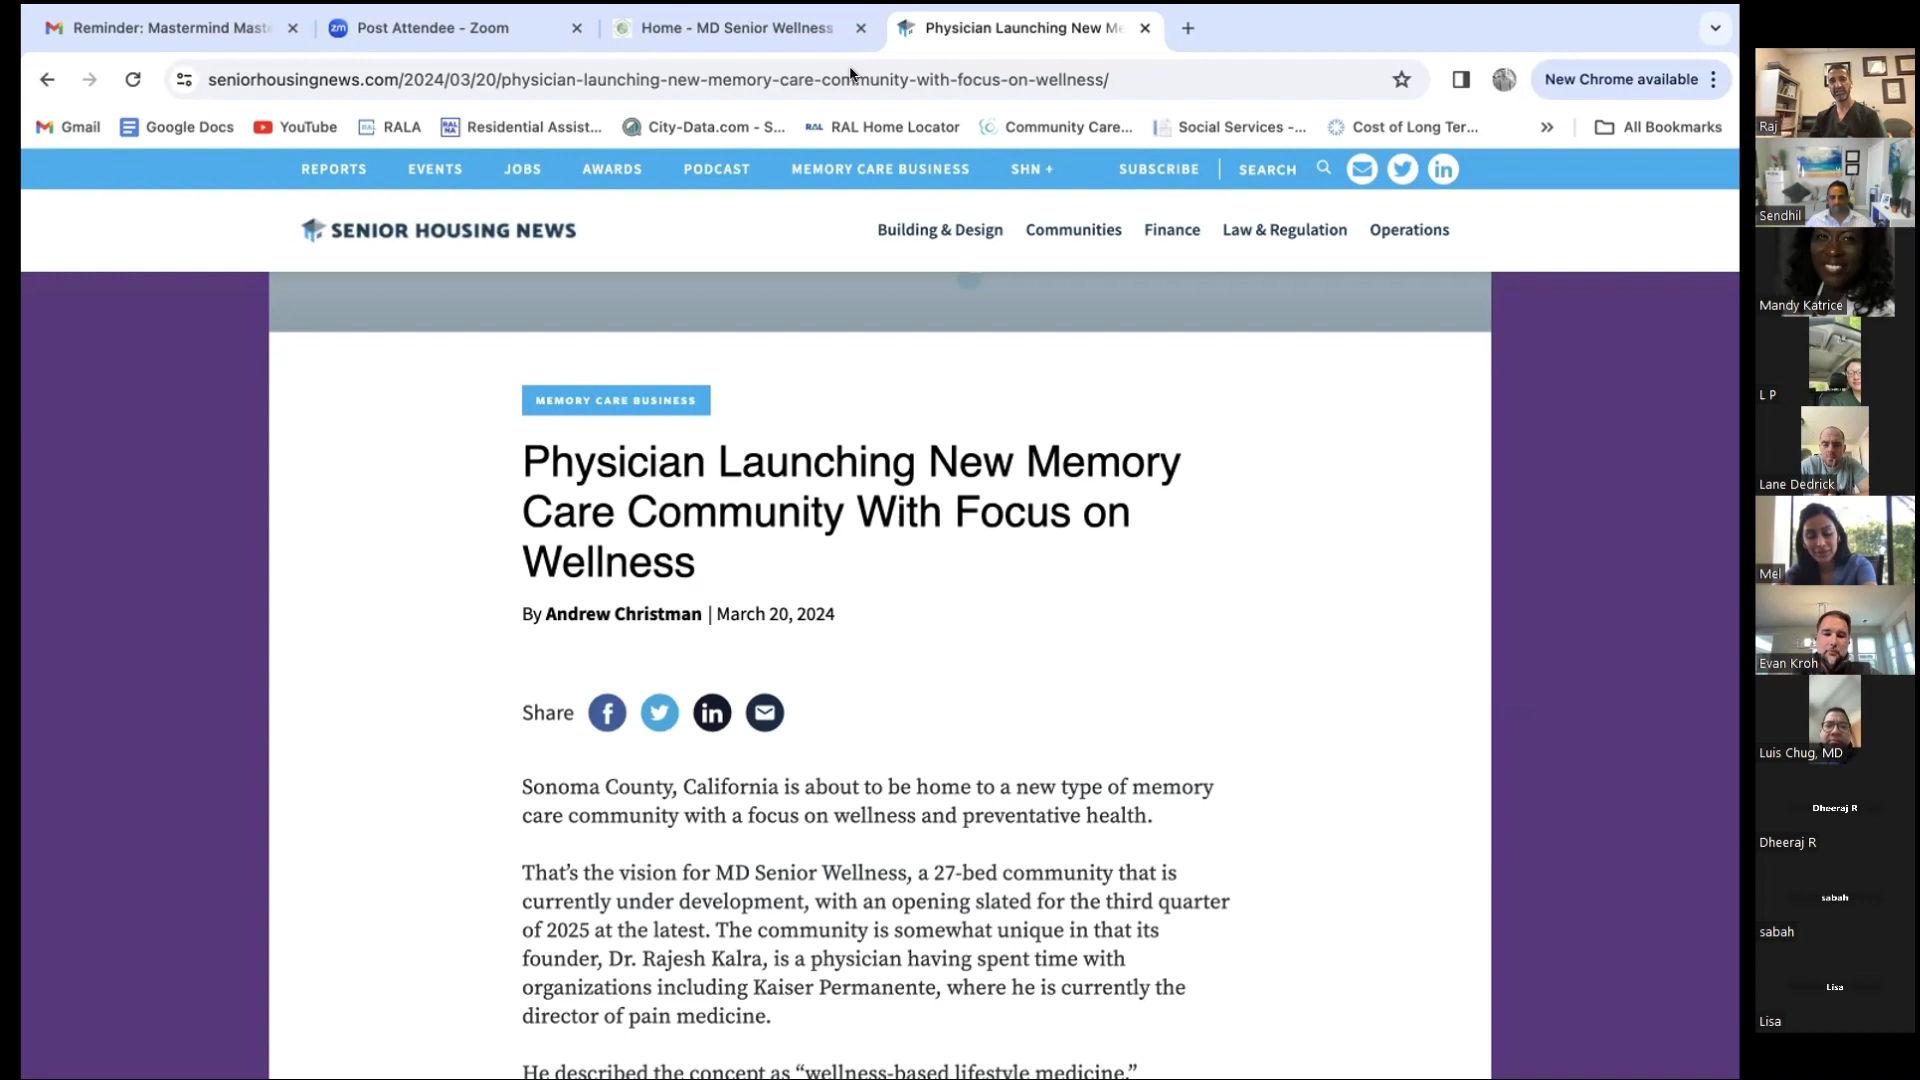 Reminder: Mastermind Mast
Post Attendee - Zoom
Home - MD Senior Wellness
Physician Launching New Me
seniorhousingnews.com/2024/03/20/physician-launching-new-memory-care-community-with-focus-on-wellness/
New Chrome available
Gmail
Google Docs
YouTube
RALA
Residential Assist...
City-Data.com - S...
RAL Home Locator
Community Care...
Social Services -...
Cost of Long Ter...
All Bookmarks
REPORTS
EVENTS
JOBS
AWARDS
PODCAST
MEMORY CARE BUSINESS
SHN +
SUBSCRIBE
SEARCH
SENIOR HOUSING NEWS
Building & Design
Communities
Finance
Law & Regulation
Operations
MEMORY CARE BUSINESS
Physician Launching New Memory
Care Community With Focus on
Wellness
By Andrew Christman | March 20, 2024
Share
Sonoma County, California is about to be home to a new type of memory
care community with a focus on wellness and preventative health.
That’s the vision for MD Senior Wellness, a 27-bed community that is
currently under development, with an opening slated for the third quarter
of 2025 at the latest. The community is somewhat unique in that its
founder, Dr. Rajesh Kalra, is a physician having spent time with
organizations including Kaiser Permanente, where he is currently the
director of pain medicine.
He described the concept as “wellness-based lifestyle medicine.”
Raj
Sendhil
Mandy Katrice
L P
Lane Dedrick
Mel
Evan Kroh
Luis Chug, MD
Dheeraj R
Dheeraj R
sabah
sabah
Lisa
Lisa